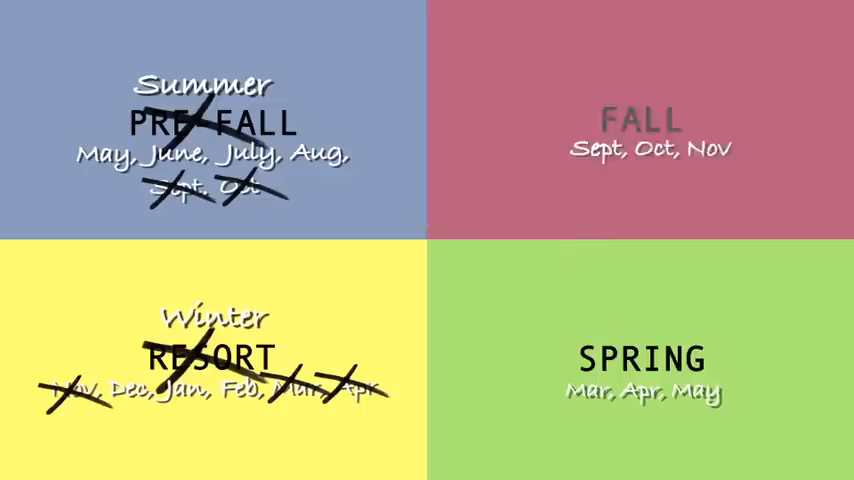 Summer
PRE-FALL
May, June, July, Aug,
Sept, Oct
FALL
Sept, Oct, Nov
Winter
RESORT
Nov, Dec, Jan, Feb, Mar, Apr
SPRING
Mar, Apr, May